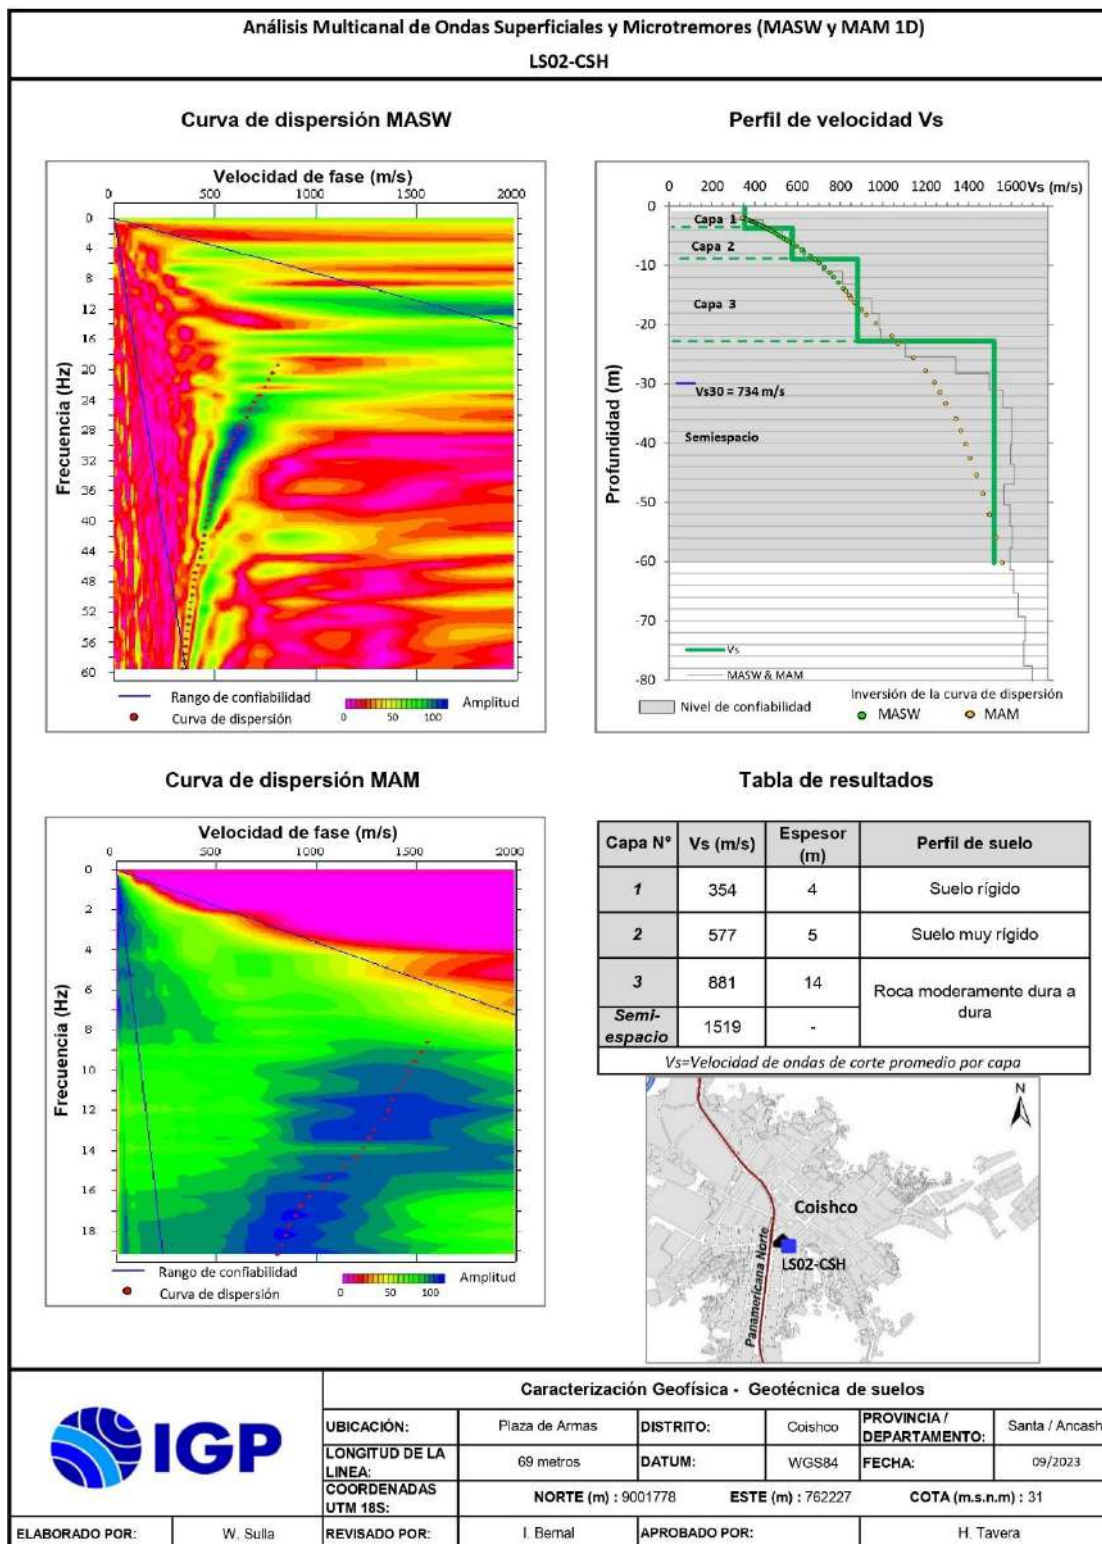 Análisis Multicanal de Ondas Superficiales y Microtremores (MASW y MAM 1D)
LS02-CSH
Curva de dispersión MASW
Velocidad de fase (m/s)
0 500 1000 1500 2000
Frecuencia (Hz)
0
4
8
12
16
20
24
28
32
36
40
44
48
52
56
60
Rango de confiabilidad
Curva de dispersión
0 50 100
Amplitud
Perfil de velocidad Vs
0 200 400 600 800 1000 1200 1400 1600 Vs (m/s)
Profundidad (m)
0
-10
-20
-30
-40
-50
-60
-70
-80
Capa 1
Capa 2
Capa 3
Vs30 = 734 m/s
Semiespacio
Vs
MASW & MAM
Nivel de confiabilidad
Inversión de la curva de dispersión
MASW MAM
Curva de dispersión MAM
Velocidad de fase (m/s)
0 500 1000 1500 2000
Frecuencia (Hz)
0
2
4
6
8
10
12
14
16
18
Rango de confiabilidad
Curva de dispersión
0 50 100
Amplitud
Tabla de resultados
Capa N° Vs (m/s) Espesor (m) Perfil de suelo
1 354 4 Suelo rígido
2 577 5 Suelo muy rígido
3 881 14 Roca moderamente dura a dura
Semi-espacio 1519 -
Vs=Velocidad de ondas de corte promedio por capa
N
Coishco
LS02-CSH
Panamericana Norte
IGP
Caracterización Geofísica - Geotécnica de suelos
UBICACIÓN: Plaza de Armas DISTRITO: Coishco PROVINCIA / DEPARTAMENTO: Santa / Ancash
LONGITUD DE LA LINEA: 69 metros DATUM: WGS84 FECHA: 09/2023
COORDENADAS UTM 18S: NORTE (m) : 9001778 ESTE (m) : 762227 COTA (m.s.n.m) : 31
ELABORADO POR: W. Sulla REVISADO POR: I. Bernal APROBADO POR: H. Tavera